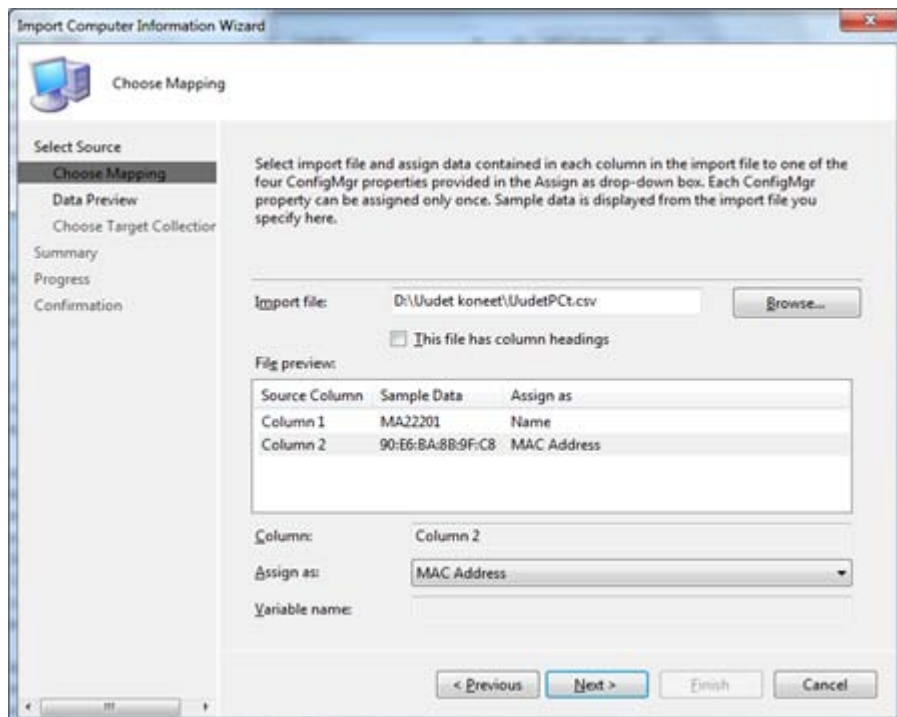 Import Computer Information Wizard
Choose Mapping
Select Source
Choose Mapping
Data Preview
Choose Target Collection
Summary
Progress
Confirmation
Select import file and assign data contained in each column in the import file to one of the
four ConfigMgr properties provided in the Assign as drop-down box. Each ConfigMgr
property can be assigned only once. Sample data is displayed from the import file you
specify here.
Import file: D:\Uudet koneet\UudetPCt.csv Browse...
This file has column headings
File preview:
Source Column Sample Data Assign as
Column 1 MA22201 Name
Column 2 90:E6:BA:8B:9F:C8 MAC Address
Column: Column 2
Assign as: MAC Address
Variable name:
< Previous Next > Finish Cancel